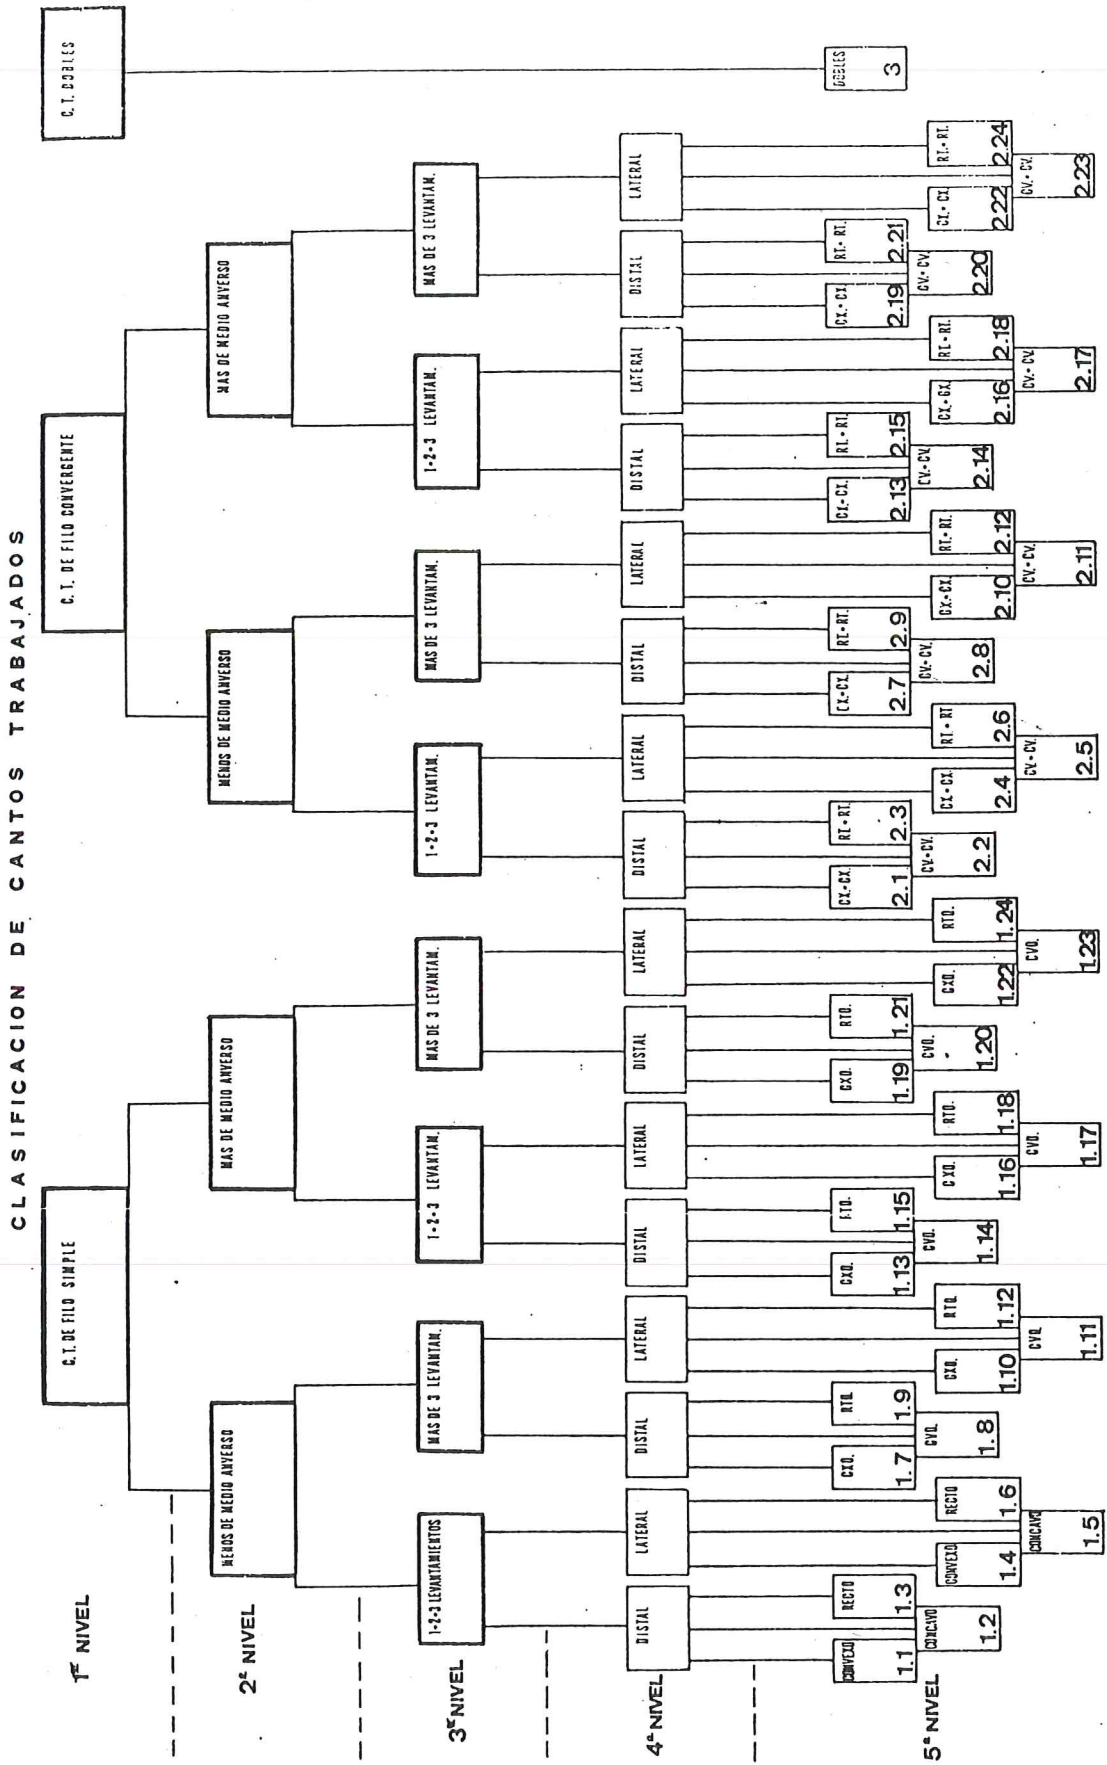 CLASIFICACION DE CANTOS TRABAJADOS
1er NIVEL
C.T. DE FILO SIMPLE
C.T. DE FILO CONVERGENTE
C.T. DOBLES
2º NIVEL
MENOS DE MEDIO ANVERSO
MAS DE MEDIO ANVERSO
MENOS DE MEDIO ANVERSO
MAS DE MEDIO ANVERSO
3er NIVEL
1-2-3 LEVANTAMIENTOS
MAS DE 3 LEVANTAM.
1-2-3 LEVANTAM.
MAS DE 3 LEVANTAM.
1-2-3 LEVANTAM.
MAS DE 3 LEVANTAM.
1-2-3 LEVANTAM.
MAS DE 3 LEVANTAM.
4º NIVEL
DISTAL
LATERAL
DISTAL
LATERAL
DISTAL
LATERAL
DISTAL
LATERAL
DISTAL
LATERAL
DISTAL
LATERAL
DISTAL
LATERAL
DISTAL
LATERAL
5º NIVEL
CONVEXO
1.1
CONCAVO
1.2
RECTO
1.3
CONVEXO
1.4
CONCAVO
1.5
RECTO
1.6
CXO.
1.7
CVO.
1.8
RTO.
1.9
CXO.
1.10
CVO.
1.11
RTO.
1.12
CXO.
1.13
CVO.
1.14
RTO.
1.15
CXO.
1.16
CVO.
1.17
RTO.
1.18
CXO.
1.19
CVO.
1.20
RTO.
1.21
CXO.
1.22
CVO.
1.23
RTO.
1.24
CX.-CX.
2.1
CV.-CV.
2.2
RT.-RT.
2.3
CX.-CX.
2.4
CV.-CV.
2.5
RT.-RT
2.6
CX.-CX.
2.7
CV.-CV.
2.8
RT.-RT.
2.9
CX.-CX.
2.10
CV.-CV.
2.11
RT.-RT.
2.12
CX.-CX.
2.13
CV.-CV.
2.14
RT.-RT.
2.15
CX.-CX.
2.16
CV.-CV.
2.17
RT.-RT.
2.18
CX.-CX.
2.19
CV.-CV.
2.20
RT.-RT.
2.21
CX.-CX.
2.22
CV.-CV.
2.23
RT.-RT.
2.24
DOBLES
3